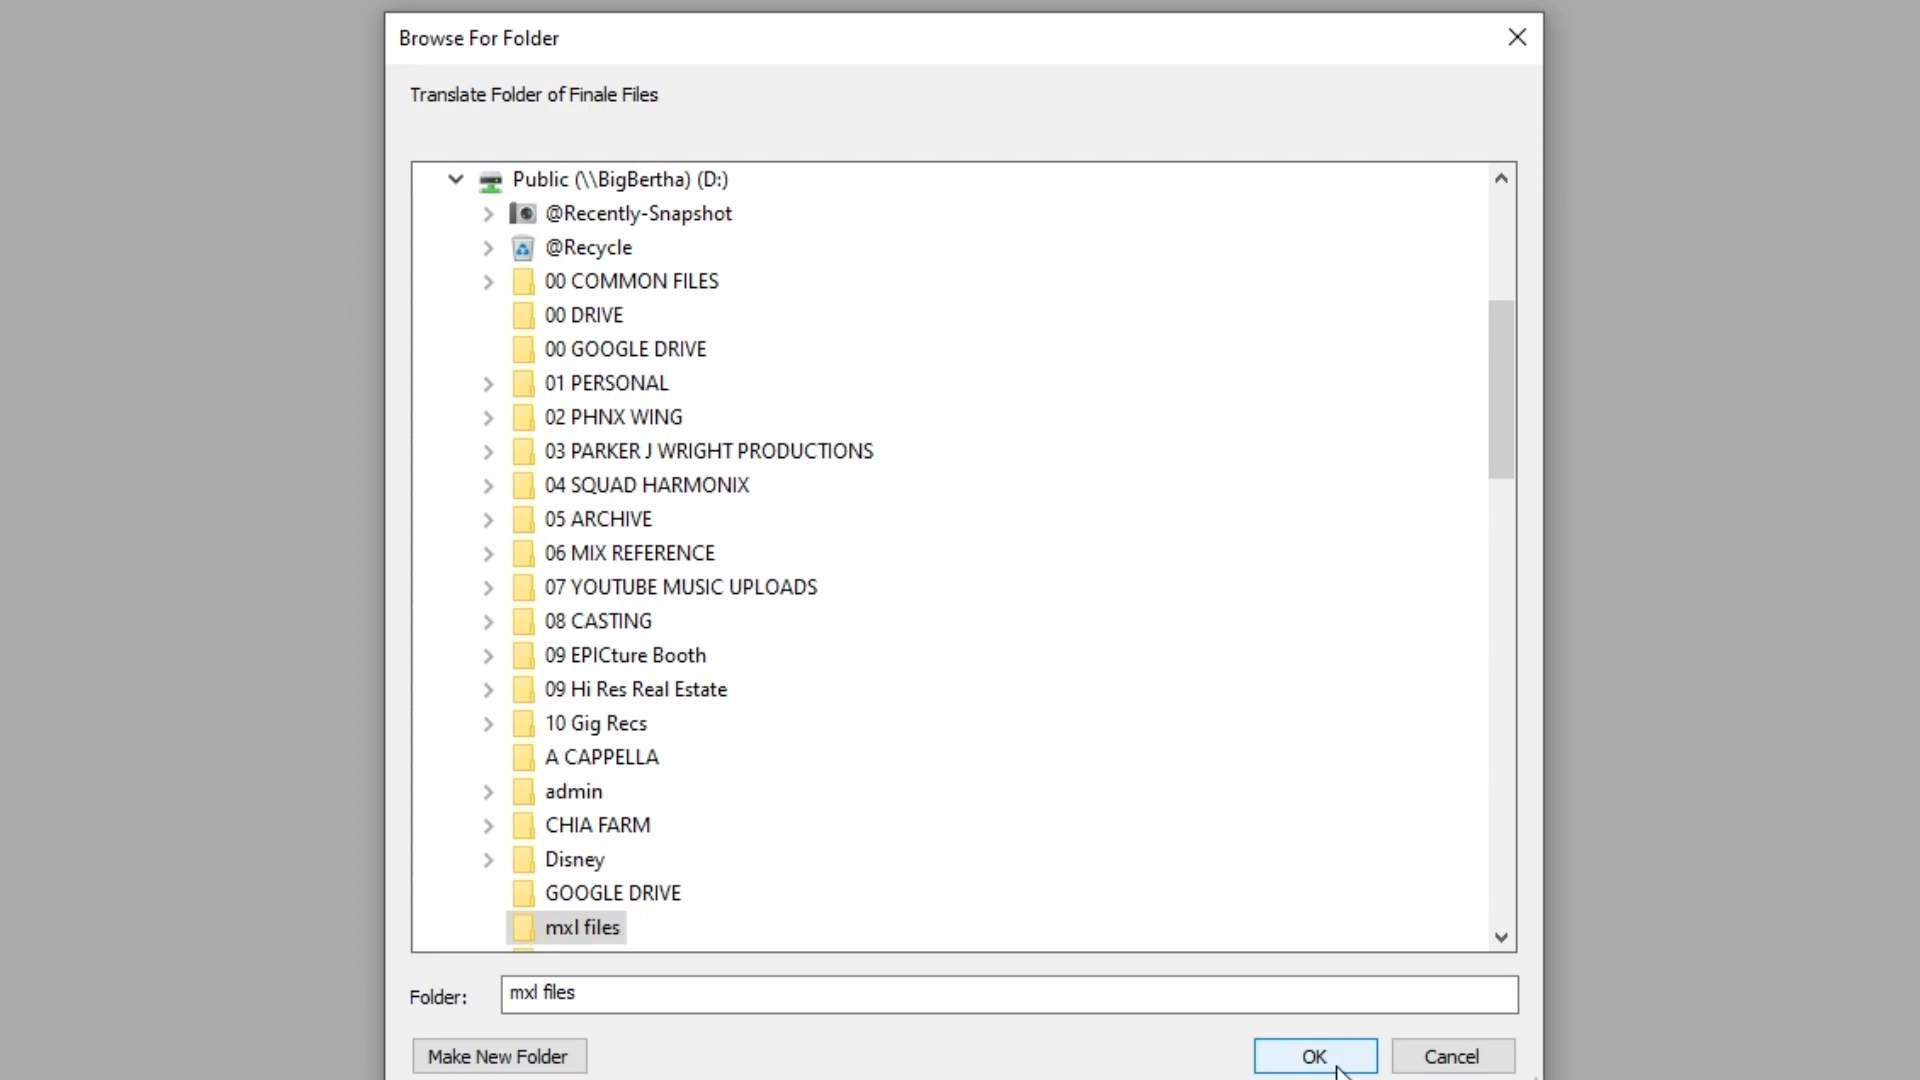 Browse For Folder
Translate Folder of Finale Files
Public (\\BigBertha) (D:)
@Recently-Snapshot
@Recycle
00 COMMON FILES
00 DRIVE
00 GOOGLE DRIVE
01 PERSONAL
02 PHNX WING
03 PARKER J WRIGHT PRODUCTIONS
04 SQUAD HARMONIX
05 ARCHIVE
06 MIX REFERENCE
07 YOUTUBE MUSIC UPLOADS
08 CASTING
09 EPICture Booth
09 Hi Res Real Estate
10 Gig Recs
A CAPPELLA
admin
CHIA FARM
Disney
GOOGLE DRIVE
mxl files
Folder: mxl files
Make New Folder OK Cancel